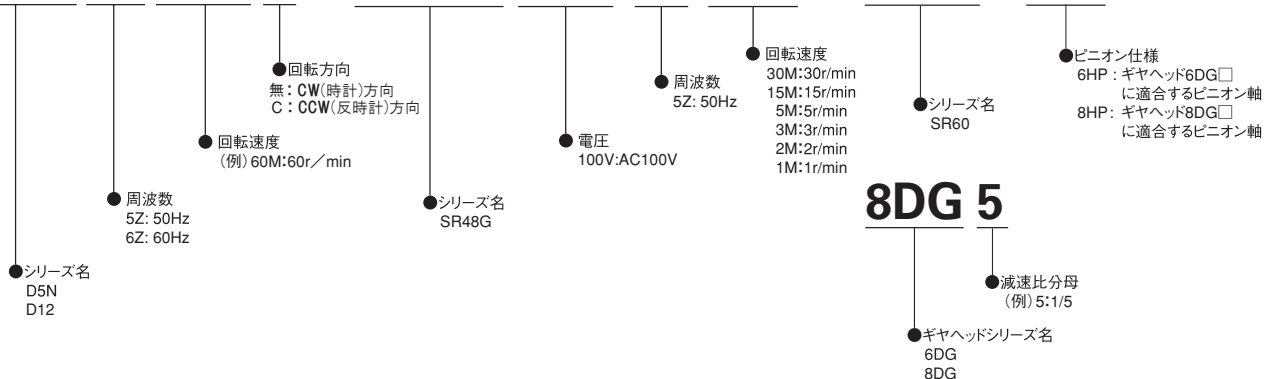 ●回転方向
無：CW(時計)方向
C：CCW(反時計)方向
●回転速度
(例)60M:60r／min
●周波数
5Z: 50Hz
6Z: 60Hz
●シリーズ名
D5N
D12
●回転速度
30M:30r/min
15M:15r/min
5M:5r/min
3M:3r/min
2M:2r/min
1M:1r/min
●周波数
5Z: 50Hz
●電圧
100V:AC100V
●シリーズ名
SR48G
●ピニオン仕様
6HP：ギヤヘッド6DG□
に適合するピニオン軸
8HP：ギヤヘッド8DG□
に適合するピニオン軸
●シリーズ名
SR60
8DG 5
●減速比分母
(例)5:1/5
●ギヤヘッドシリーズ名
6DG
8DG